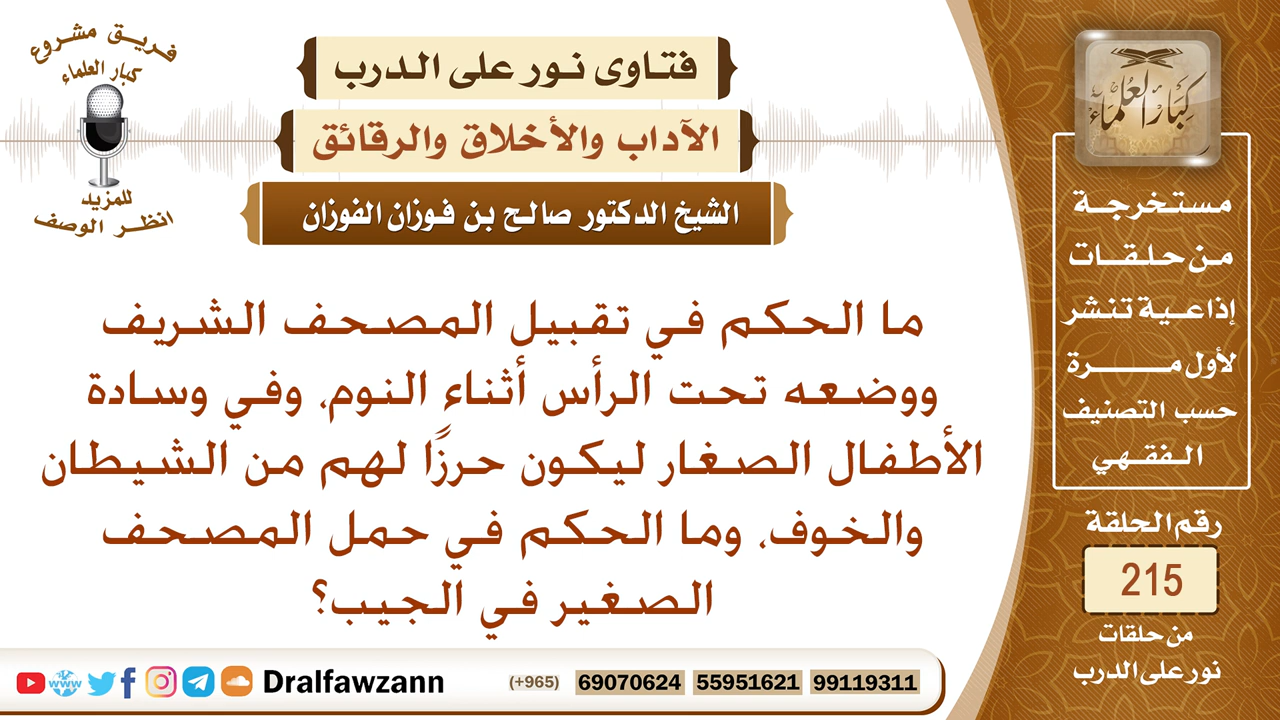 فريق مشروع
كبار العلماء
للمزيد
انظر الوصف
فتاوى نور على الدرب
الآداب والأخلاق والرقائق
الشيخ الدكتور صالح بن فوزان الفوزان
ما الحكم في تقبيل المصحف الشريف
ووضعه تحت الرأس أثناء النوم، وفي وسادة
الأطفال الصغار ليكون حرزًا لهم من الشيطان
والخوف، وما الحكم في حمل المصحف
الصغير في الجيب؟
كبار العلماء
مستخرجة
من حلقات
إذاعية تنشر
لأول مرة
حسب التصنيف
الفقهي
رقم الحلقة
215
من حلقات
نور على الدرب
www
Dralfawzann (+965) 69070624 55951621 99119311